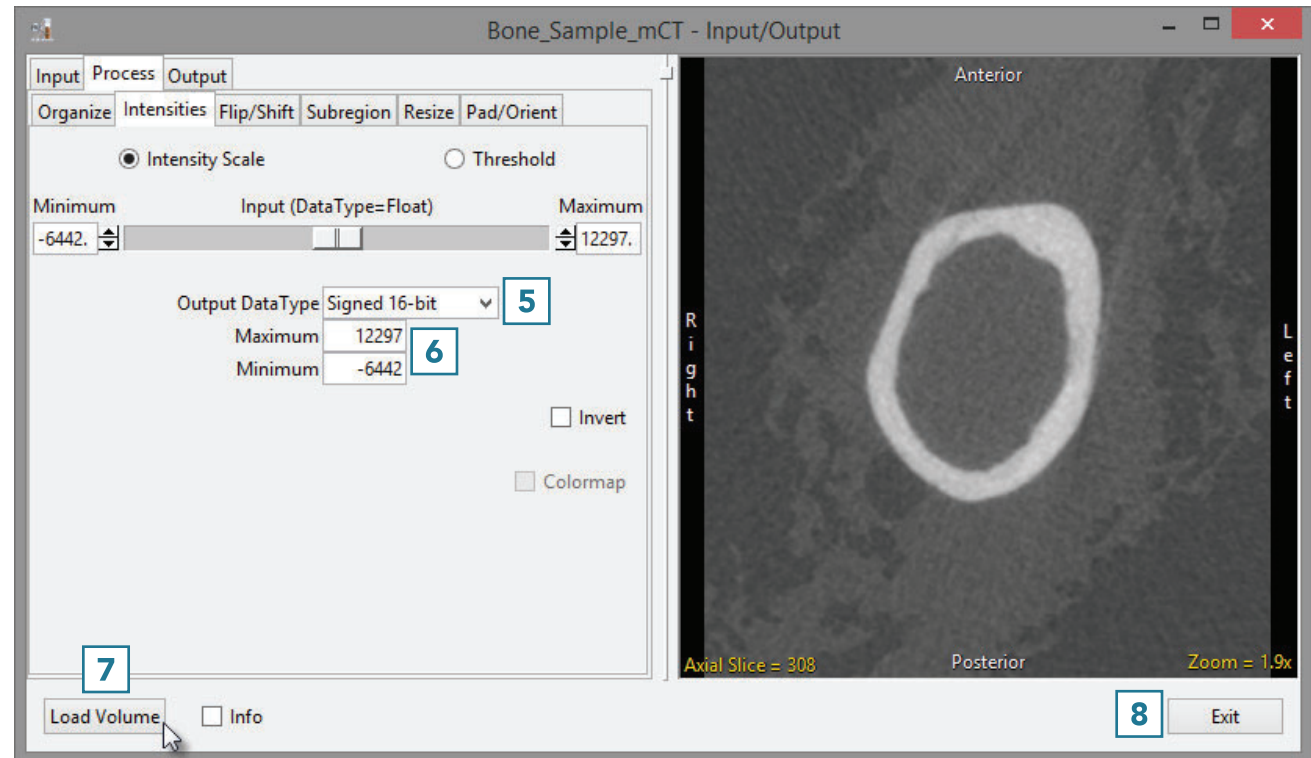 Bone_Sample_mCT - Input/Output
Input Process Output
Organize Intensities Flip/Shift Subregion Resize Pad/Orient
Intensity Scale Threshold
Minimum Input (DataType=Float) Maximum
-6442. 12297.
Output DataType Signed 16-bit 5
Maximum 12297
6
Minimum -6442
Invert
Colormap
7
Load Volume Info
Anterior
Right
Left
Axial Slice = 308 Posterior Zoom = 1.9x
8 Exit